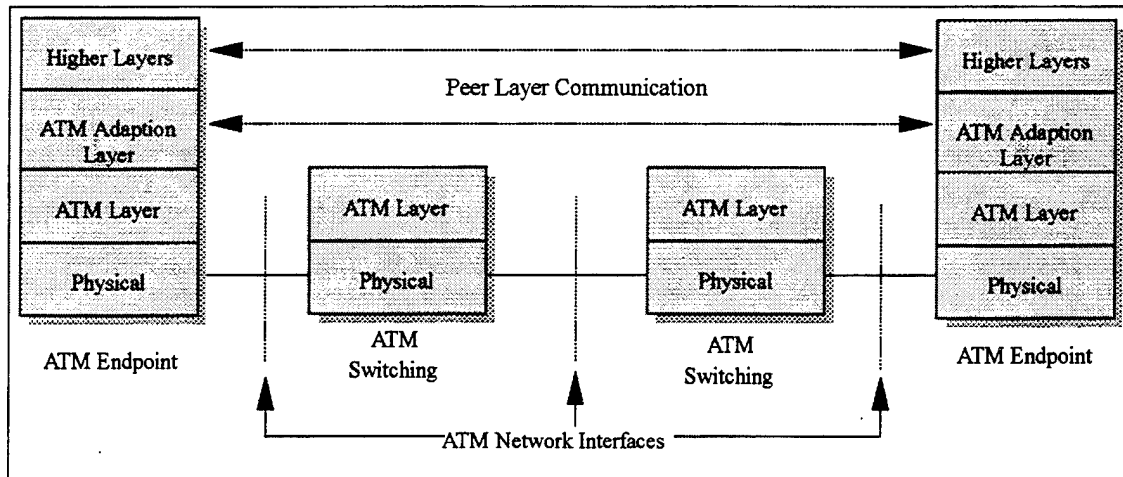 Higher Layers
ATM Adaption
Layer
ATM Layer
Physical
ATM Endpoint
Peer Layer Communication
ATM Layer
Physical
ATM
Switching
ATM Layer
Physical
ATM
Switching
Higher Layers
ATM Adaption
Layer
ATM Layer
Physical
ATM Endpoint
ATM Network Interfaces